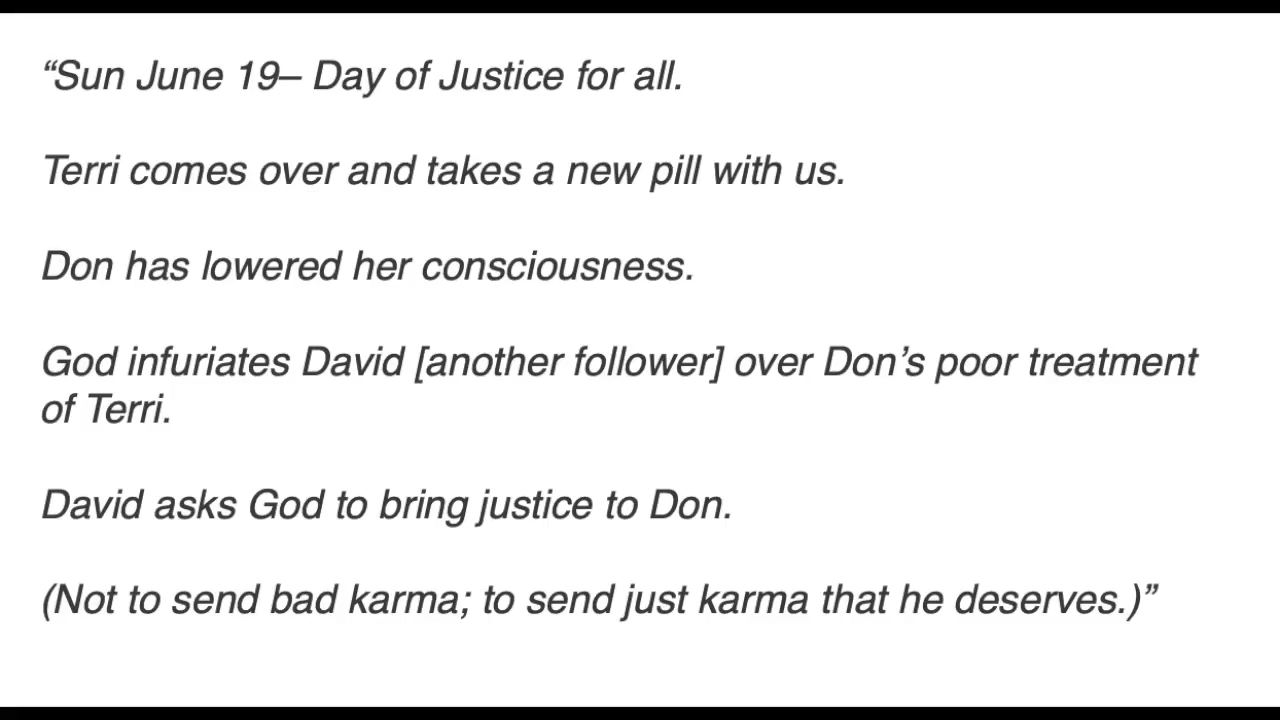 “Sun June 19– Day of Justice for all.
Terri comes over and takes a new pill with us.
Don has lowered her consciousness.
God infuriates David [another follower] over Don’s poor treatment
of Terri.
David asks God to bring justice to Don.
(Not to send bad karma; to send just karma that he deserves.)”